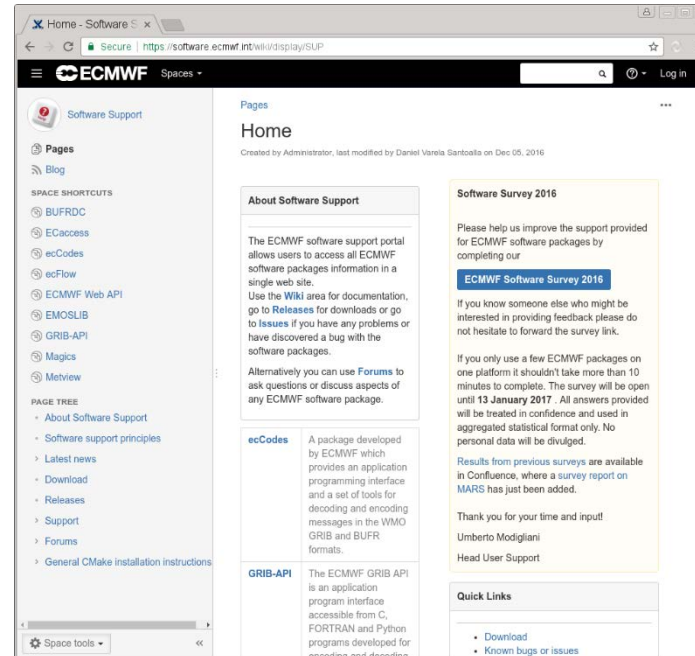 Home - Software S
Secure | https://software.ecmwf.int/wiki/display/SUP
ECMWF Spaces
Log in
Software Support
Pages
Blog
SPACE SHORTCUTS
BUFRDC
ECaccess
ecCodes
ecFlow
ECMWF Web API
EMOSLIB
GRIB-API
Magics
Metview
PAGE TREE
About Software Support
Software support principles
Latest news
Download
Releases
Support
Forums
General CMake installation instructions
Space tools
Pages
Home
Created by Administrator, last modified by Daniel Varela Santoalla on Dec 05, 2016
About Software Support
The ECMWF software support portal
allows users to access all ECMWF
software packages information in a
single web site.
Use the Wiki area for documentation,
go to Releases for downloads or go
to Issues if you have any problems or
have discovered a bug with the
software packages.
Alternatively you can use Forums to
ask questions or discuss aspects of
any ECMWF software package.
ecCodes
A package developed
by ECMWF which
provides an application
programming interface
and a set of tools for
decoding and encoding
messages in the WMO
GRIB and BUFR
formats.
GRIB-API
The ECMWF GRIB API
is an application
program interface
accessible from C,
FORTRAN and Python
programs developed for
encoding and decoding
Software Survey 2016
Please help us improve the support provided
for ECMWF software packages by
completing our
ECMWF Software Survey 2016
If you know someone else who might be
interested in providing feedback please do
not hesitate to forward the survey link.
If you only use a few ECMWF packages on
one platform it shouldn't take more than 10
minutes to complete. The survey will be open
until 13 January 2017 . All answers provided
will be treated in confidence and used in
aggregated statistical format only. No
personal data will be divulged.
Results from previous surveys are available
in Confluence, where a survey report on
MARS has just been added.
Thank you for your time and input!
Umberto Modigliani
Head User Support
Quick Links
Download
Known bugs or issues